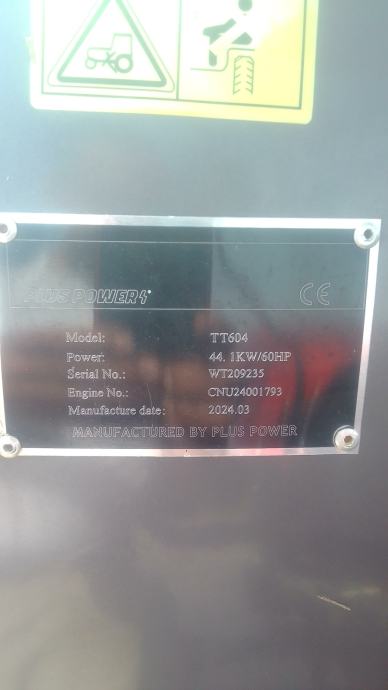 PLUS POWER
CE
Model: TT604
Power: 44.1KW/60HP
Serial No.: WT209235
Engine No.: CNU24001793
Manufacture date: 2024.03
MANUFACTURED BY PLUS POWER